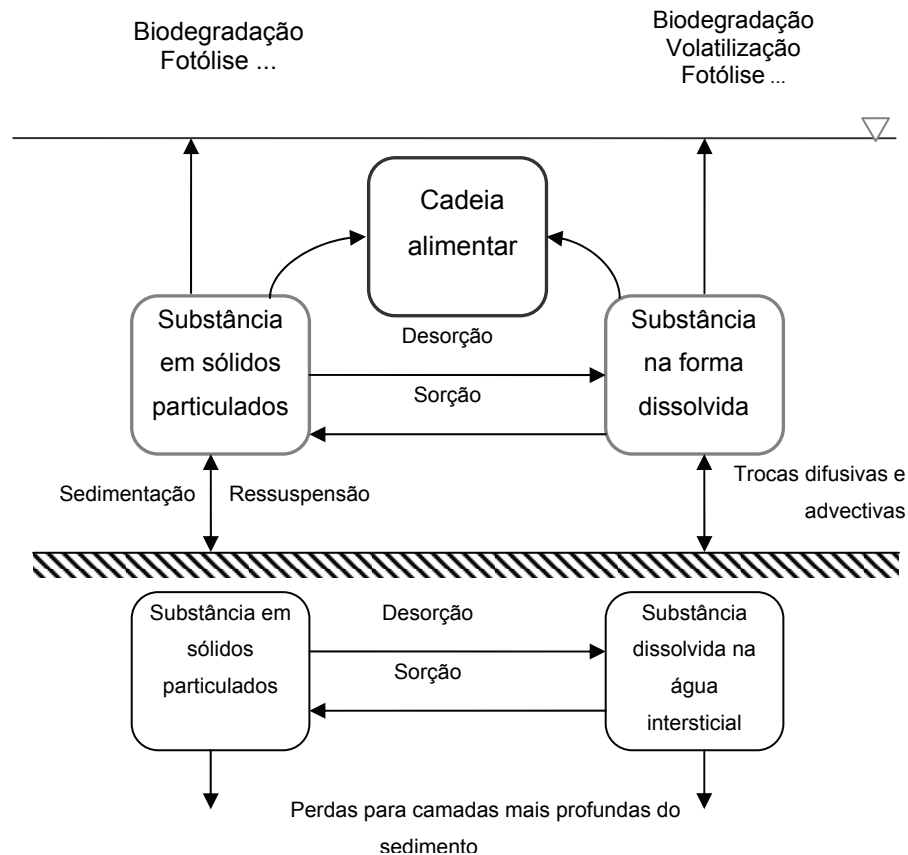 Biodegradação
Fotólise ...
Biodegradação
Volatilização
Fotólise ...
Cadeia
alimentar
Substância
em sólidos
particulados
Desorção
Sorção
Substância
na forma
dissolvida
Sedimentação
Ressuspensão
Trocas difusivas e
advectivas
Substância em
sólidos
particulados
Desorção
Sorção
Substância
dissolvida na
água
intersticial
Perdas para camadas mais profundas do
sedimento